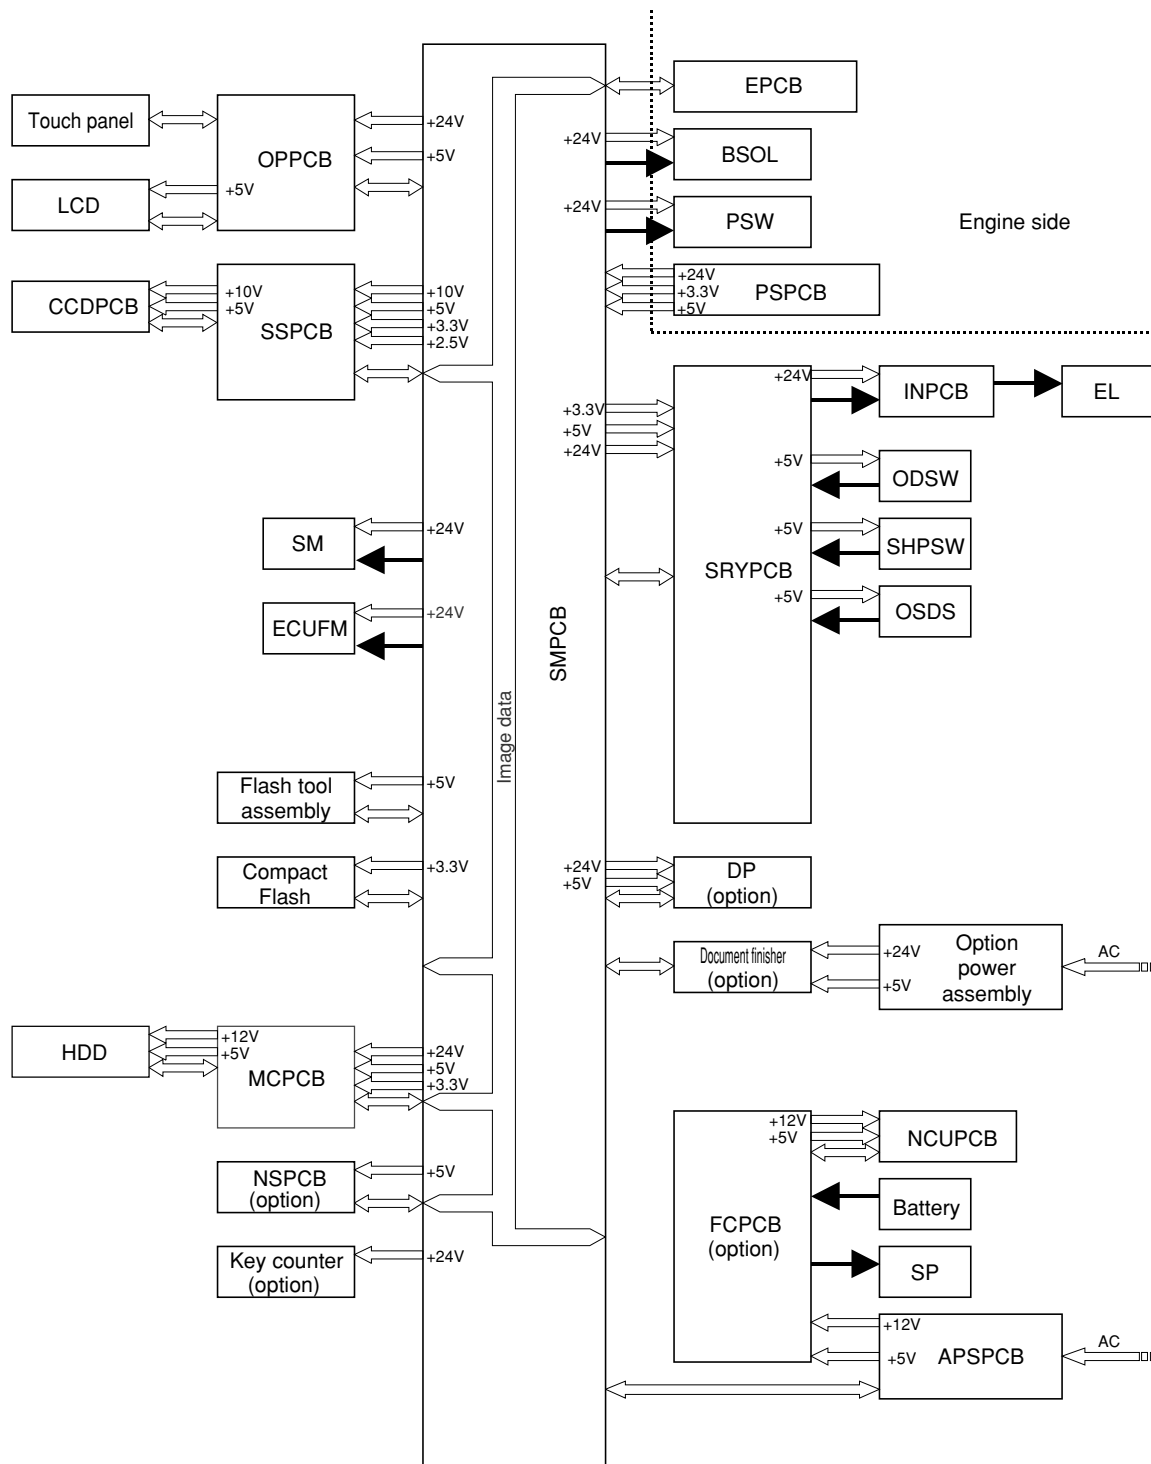 EPCB
Touch panel
OPPCB
+24V
+5V
LCD
+5V
+24V
BSOL
+24V
PSW
Engine side
+24V
+3.3V
+5V
PSPCB
CCDPCB
+10V
+5V
SSPCB
+10V
+5V
+3.3V
+2.5V
+3.3V
+5V
+24V
SRYPCB
+24V
INPCB
EL
+5V
ODSW
+5V
SHPSW
+5V
OSDS
SM
+24V
ECUFM
+24V
SMPCB
Image data
Flash tool
assembly
+5V
Compact
Flash
+3.3V
+24V
+5V
DP
(option)
Document finisher
(option)
+24V
+5V
Option
power
assembly
AC
HDD
+12V
+5V
MCPCB
+24V
+5V
+3.3V
NSPCB
(option)
+5V
Key counter
(option)
+24V
FCPCB
(option)
+12V
+5V
NCUPCB
Battery
SP
+12V
+5V
APSPCB
AC